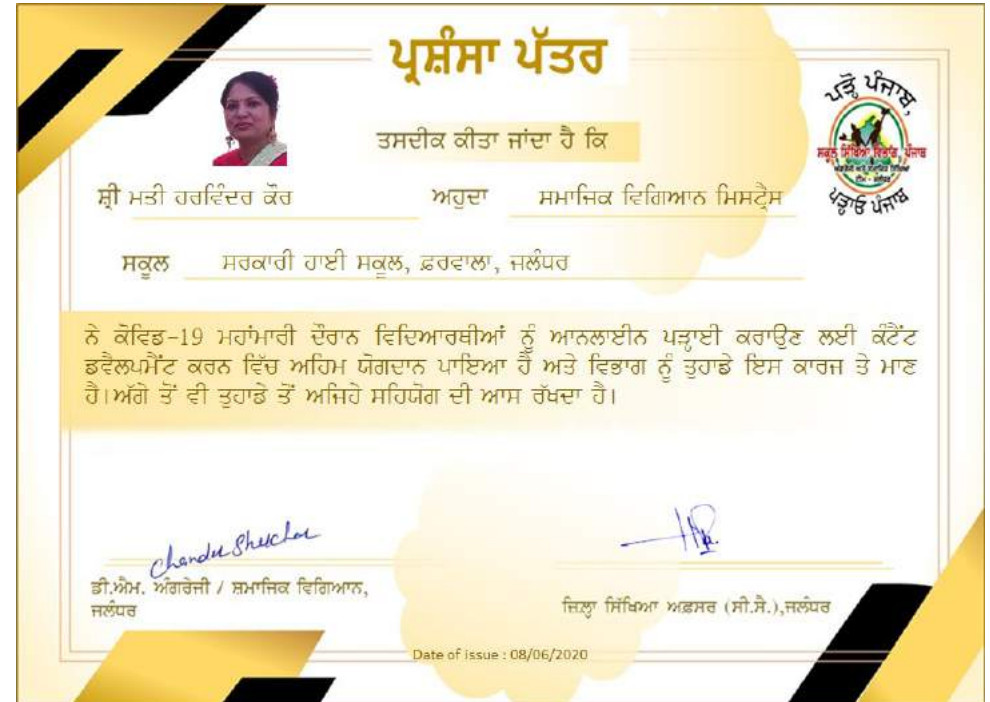 ਪ੍ਰਸ਼ੰਸਾ ਪੱਤਰ
ਪੜ੍ਹੋ ਪੰਜਾਬ,
ਸਕੂਲ ਸਿੱਖਿਆ ਵਿਭਾਗ, ਪੰਜਾਬ
ਪੜ੍ਹਾਓ ਪੰਜਾਬ
ਤਸਦੀਕ ਕੀਤਾ ਜਾਂਦਾ ਹੈ ਕਿ
ਸ਼੍ਰੀ ਮਤੀ ਹਰਵਿੰਦਰ ਕੌਰ ਅਹੁਦਾ ਸਮਾਜਿਕ ਵਿਗਿਆਨ ਮਿਸਟ੍ਰੈਸ
ਸਕੂਲ ਸਰਕਾਰੀ ਹਾਈ ਸਕੂਲ, ਫ਼ਰਵਾਲਾ, ਜਲੰਧਰ
ਨੇ ਕੋਵਿਡ-19 ਮਹਾਂਮਾਰੀ ਦੌਰਾਨ ਵਿਦਿਆਰਥੀਆਂ ਨੂੰ ਆਨਲਾਈਨ ਪੜ੍ਹਾਈ ਕਰਾਉਣ ਲਈ ਕੰਟੈਂਟ
ਡਵੈਲਪਮੈਂਟ ਕਰਨ ਵਿੱਚ ਅਹਿਮ ਯੋਗਦਾਨ ਪਾਇਆ ਹੈ ਅਤੇ ਵਿਭਾਗ ਨੂੰ ਤੁਹਾਡੇ ਇਸ ਕਾਰਜ ਤੇ ਮਾਣ
ਹੈ।ਅੱਗੇ ਤੋਂ ਵੀ ਤੁਹਾਡੇ ਤੋਂ ਅਜਿਹੇ ਸਹਿਯੋਗ ਦੀ ਆਸ ਰੱਖਦਾ ਹੈ।
ਡੀ.ਐਮ. ਅੰਗਰੇਜੀ / ਸ਼ਮਾਜਿਕ ਵਿਗਿਆਨ,
ਜਲੰਧਰ
ਜ਼ਿਲ੍ਹਾ ਸਿੱਖਿਆ ਅਫ਼ਸਰ (ਸੀ.ਸੈ.),ਜਲੰਧਰ
Date of issue : 08/06/2020